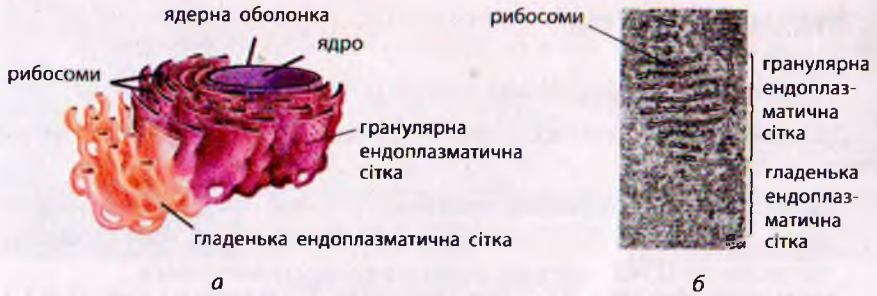 ядерна оболонка
ядро
рибосоми
гранулярна
ендоплазматична
сітка
гладенька ендоплазматична сітка
а
рибосоми
гранулярна
ендоплаз-
матична
сітка
гладенька
ендоплаз-
матична
сітка
б